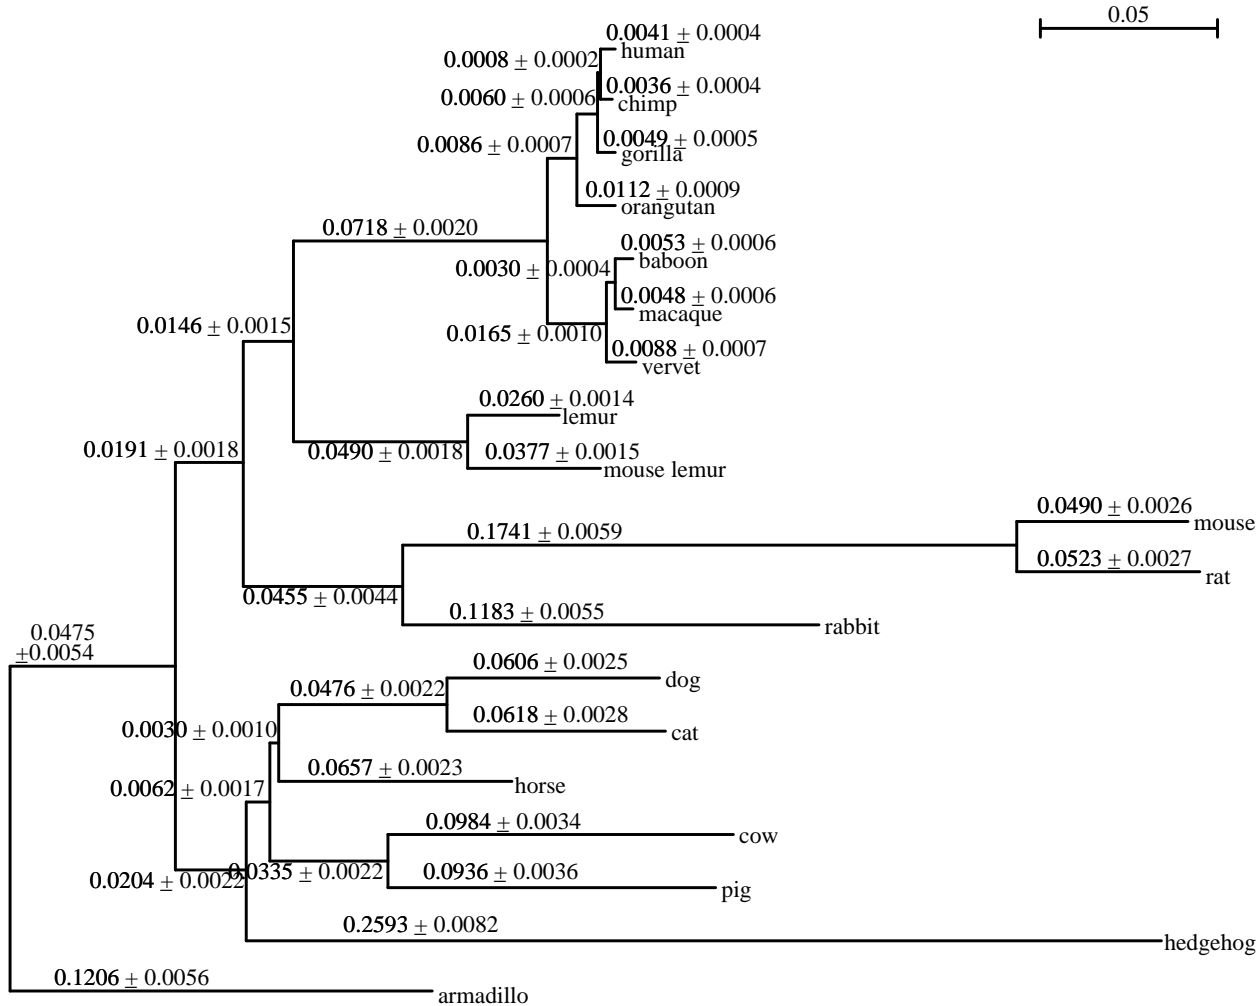 0.05
0.0041 ± 0.0004
human
0.0008 ± 0.0002
0.0036 ± 0.0004
chimp
0.0060 ± 0.0006
0.0049 ± 0.0005
gorilla
0.0086 ± 0.0007
0.0112 ± 0.0009
orangutan
0.0718 ± 0.0020
0.0053 ± 0.0006
baboon
0.0030 ± 0.0004
0.0048 ± 0.0006
macaque
0.0146 ± 0.0015
0.0165 ± 0.0010
0.0088 ± 0.0007
vervet
0.0260 ± 0.0014
lemur
0.0191 ± 0.0018
0.0490 ± 0.0018
0.0377 ± 0.0015
mouse lemur
0.0490 ± 0.0026
mouse
0.1741 ± 0.0059
0.0523 ± 0.0027
rat
0.0455 ± 0.0044
0.1183 ± 0.0055
rabbit
0.0475
±0.0054
0.0606 ± 0.0025
dog
0.0476 ± 0.0022
0.0618 ± 0.0028
cat
0.0030 ± 0.0010
0.0657 ± 0.0023
horse
0.0062 ± 0.0017
0.0984 ± 0.0034
cow
0.0204 ± 0.0022
0.0335 ± 0.0022
0.0936 ± 0.0036
pig
0.2593 ± 0.0082
hedgehog
0.1206 ± 0.0056
armadillo